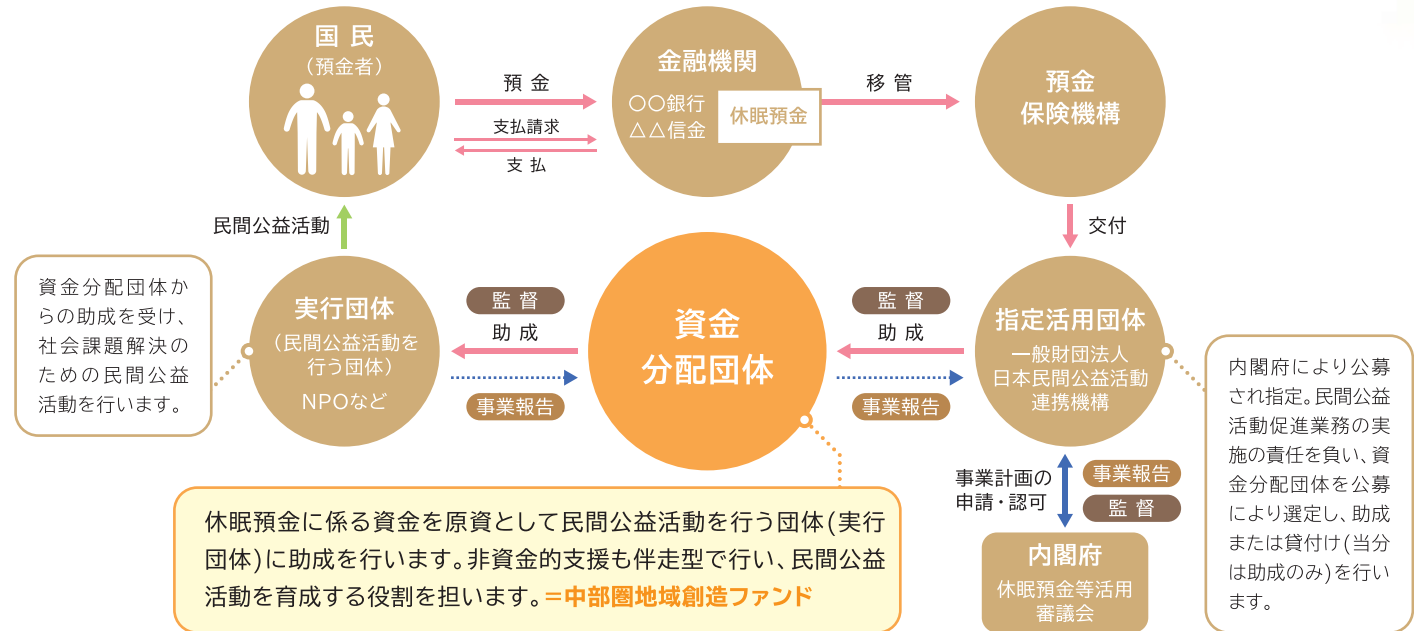 国 民
（預金者）
預 金
支払請求
支 払
金融機関
〇〇銀行
△△信金
休眠預金
移 管
預金
保険機構
民間公益活動
交付
資金分配団体か
らの助成を受け、
社会課題解決の
ための民間公益
活動を行います。
実行団体
（民間公益活動を
行う団体）
NPOなど
監 督
助 成
事業報告
資金
分配団体
監 督
助 成
事業報告
指定活用団体
一般財団法人
日本民間公益活動
連携機構
内閣府により公募
され指定。民間公益
活動促進業務の実
施の責任を負い、資
金分配団体を公募
により選定し、助成
または貸付け(当分
は助成のみ)を行い
ます。
事業計画の
申請・認可
事業報告
監 督
内閣府
休眠預金等活用
審議会
休眠預金に係る資金を原資として民間公益活動を行う団体(実行
団体)に助成を行います。非資金的支援も伴走型で行い、民間公益
活動を育成する役割を担います。=中部圏地域創造ファンド